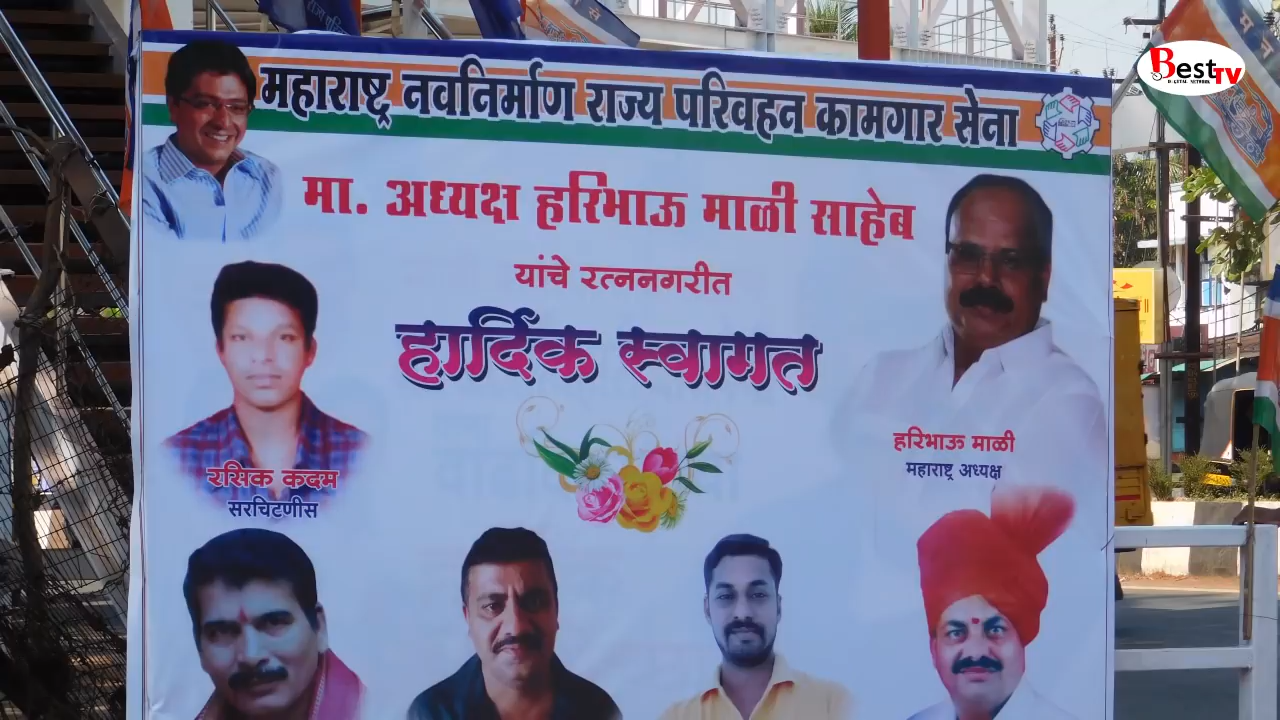 महाराष्ट्र नवनिर्माण राज्य परिवहन कामगार सेना
मा. अध्यक्ष हरिभाऊ माळी साहेब
यांचे रत्ननगरीत
हार्दिक स्वागत
हरिभाऊ माळी
महाराष्ट्र अध्यक्ष
रसिक कदम
सरचिटणीस
Best TV